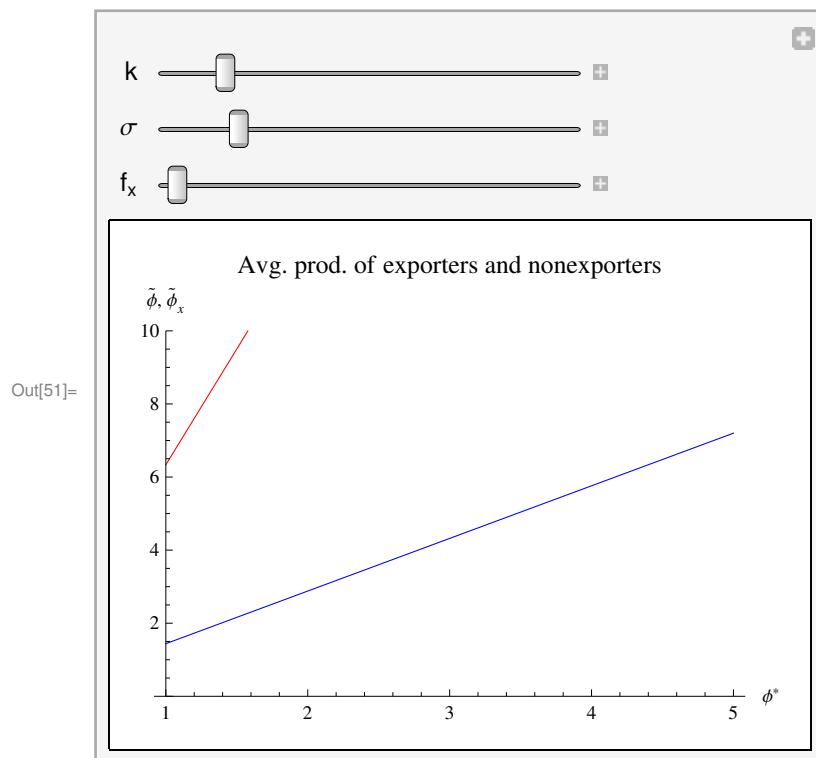 k
σ
fx
Avg. prod. of exporters and nonexporters
ϕ̃, ϕ̃x
10
8
Out[51]=
6
4
2
ϕ*
1 2 3 4 5